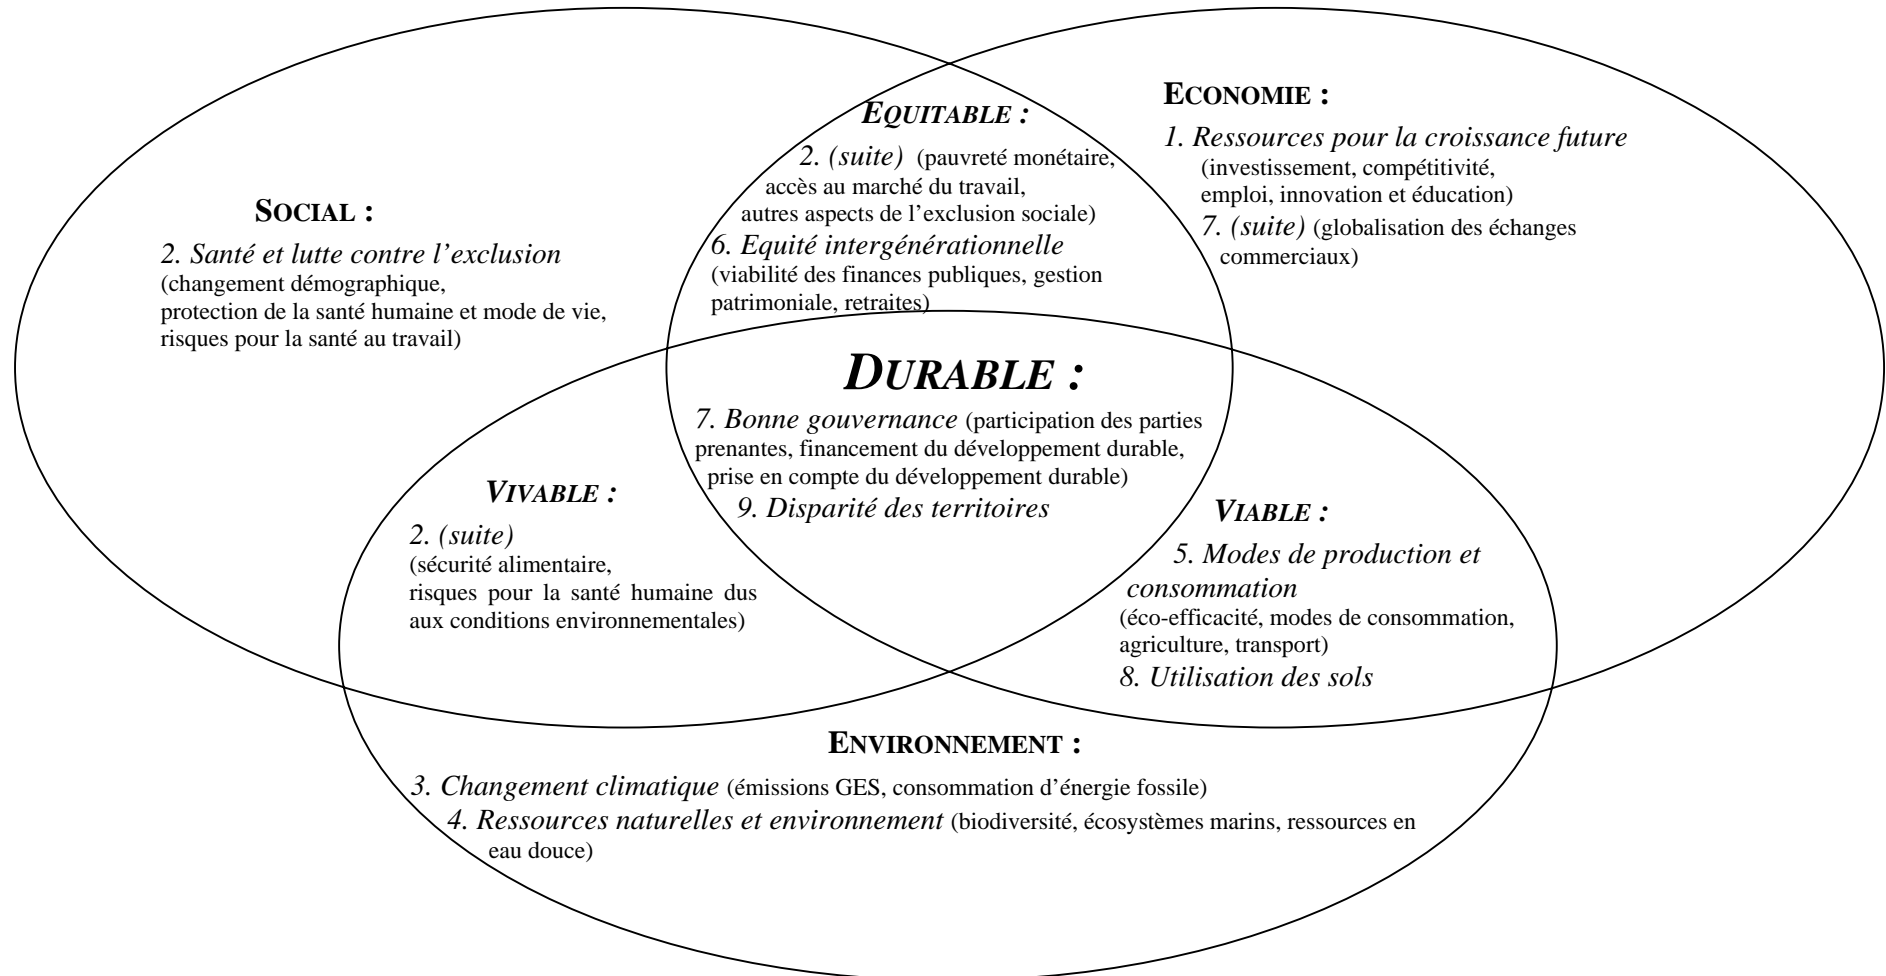 SOCIAL :
2. Santé et lutte contre l'exclusion
(changement démographique,
protection de la santé humaine et mode de vie,
risques pour la santé au travail)
EQUITABLE :
2. (suite) (pauvreté monétaire,
accès au marché du travail,
autres aspects de l'exclusion sociale)
6. Equité intergénérationnelle
(viabilité des finances publiques, gestion
patrimoniale, retraites)
ECONOMIE :
1. Ressources pour la croissance future
(investissement, compétitivité,
emploi, innovation et éducation)
7. (suite) (globalisation des échanges
commerciaux)
DURABLE :
7. Bonne gouvernance (participation des parties
prenantes, financement du développement durable,
prise en compte du développement durable)
9. Disparité des territoires
VIVABLE :
2. (suite)
(sécurité alimentaire,
risques pour la santé humaine dus
aux conditions environnementales)
VIABLE :
5. Modes de production et
consommation
(éco-efficacité, modes de consommation,
agriculture, transport)
8. Utilisation des sols
ENVIRONNEMENT :
3. Changement climatique (émissions GES, consommation d'énergie fossile)
4. Ressources naturelles et environnement (biodiversité, écosystèmes marins, ressources en
eau douce)